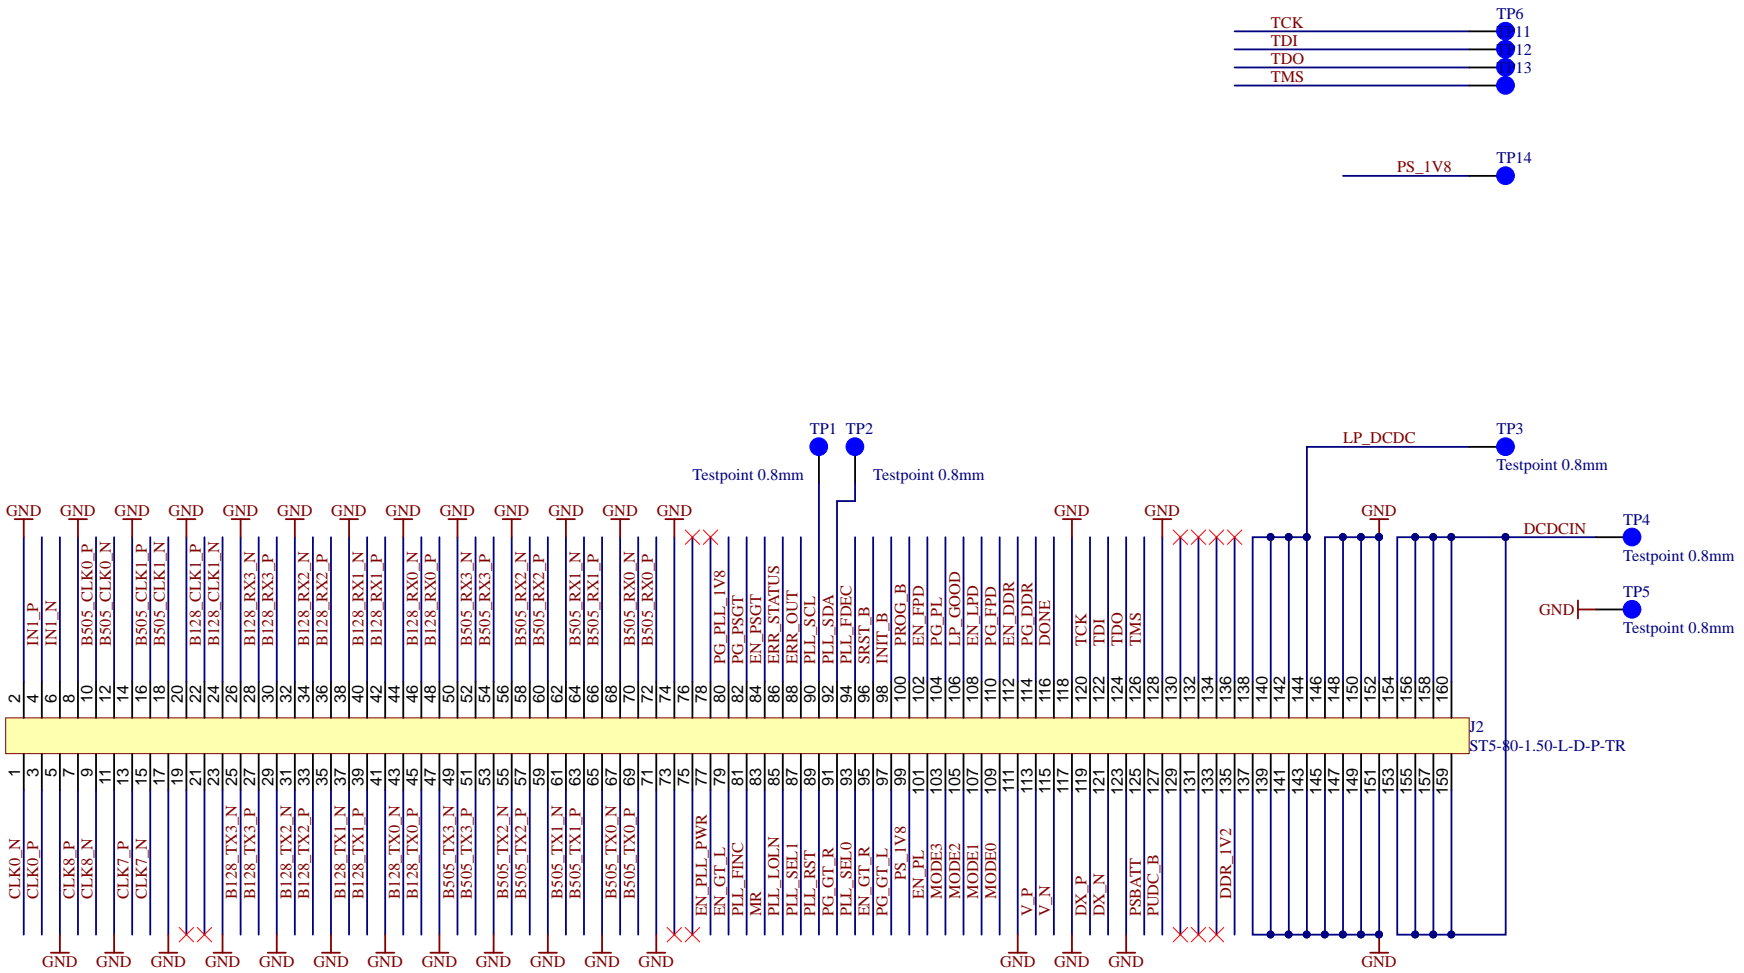 TCK
TDI
TDO
TMS
TP6
TP11
TP12
TP13
PS_1V8
TP14
TP1 TP2
Testpoint 0.8mm
Testpoint 0.8mm
LP_DCDC
TP3
Testpoint 0.8mm
DCDCIN
TP4
Testpoint 0.8mm
GND
TP5
Testpoint 0.8mm
GND GND GND GND GND GND GND GND GND GND GND GND GND GND GND GND
IN1_P
IN1_N
B505_CLK0_P
B505_CLK0_N
B505_CLK1_P
B505_CLK1_N
B128_CLK1_P
B128_CLK1_N
B128_RX3_N
B128_RX3_P
B128_RX2_N
B128_RX2_P
B128_RX1_N
B128_RX1_P
B128_RX0_N
B128_RX0_P
B505_RX3_N
B505_RX3_P
B505_RX2_N
B505_RX2_P
B505_RX1_N
B505_RX1_P
B505_RX0_N
B505_RX0_P
PG_PLL_1V8
PG_PSGT
EN_PSGT
ERR_STATUS
ERR_OUT
PLL_SCL
PLL_SDA
PLL_FDEC
SRST_B
INIT_B
PROG_B
EN_FPD
PG_PL
LP_GOOD
EN_LPD
PG_FPD
EN_DDR
PG_DDR
DONE
TCK
TDI
TDO
TMS
2 4 6 8 10 12 14 16 18 20 22 24 26 28 30 32 34 36 38 40 42 44 46 48 50 52 54 56 58 60 62 64 66 68 70 72 74 76 78 80 82 84 86 88 90 92 94 96 98 100 102 104 106 108 110 112 114 116 118 120 122 124 126 128 130 132 134 136 138 140 142 144 146 148 150 152 154 156 158 160
J2
ST5-80-1.50-L-D-P-TR
1 3 5 7 9 11 13 15 17 19 21 23 25 27 29 31 33 35 37 39 41 43 45 47 49 51 53 55 57 59 61 63 65 67 69 71 73 75 77 79 81 83 85 87 89 91 93 95 97 99 101 103 105 107 109 111 113 115 117 119 121 123 125 127 129 131 133 135 137 139 141 143 145 147 149 151 153 155 157 159
CLK0_N
CLK0_P
CLK8_P
CLK8_N
CLK7_P
CLK7_N
B128_TX3_N
B128_TX3_P
B128_TX2_N
B128_TX2_P
B128_TX1_N
B128_TX1_P
B128_TX0_N
B128_TX0_P
B505_TX3_N
B505_TX3_P
B505_TX2_N
B505_TX2_P
B505_TX1_N
B505_TX1_P
B505_TX0_N
B505_TX0_P
EN_PLL_PWR
EN_GT_L
PLL_FINC
MR
PLL_LOLN
PLL_SEL1
PLL_RST
PG_GT_R
PLL_SEL0
EN_GT_R
PG_GT_L
PS_1V8
EN_PL
MODE3
MODE2
MODE1
MODE0
V_P
V_N
DX_P
DX_N
PSBATT
PUDC_B
DDR_1V2
GND GND GND GND GND GND GND GND GND GND GND GND GND GND GND GND